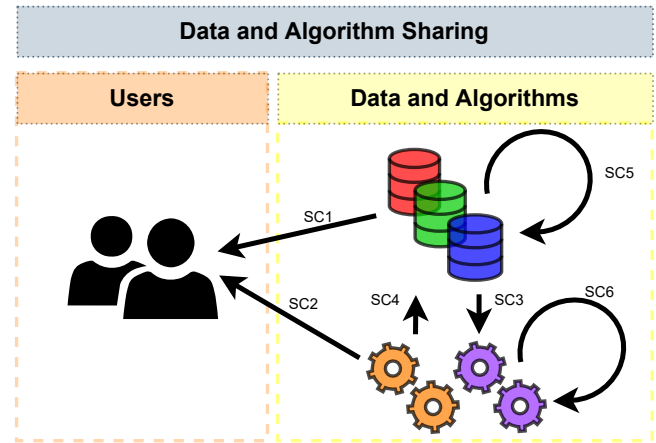 Data and Algorithm Sharing
Users
Data and Algorithms
SC5
SC1
SC2
SC4
SC3
SC6